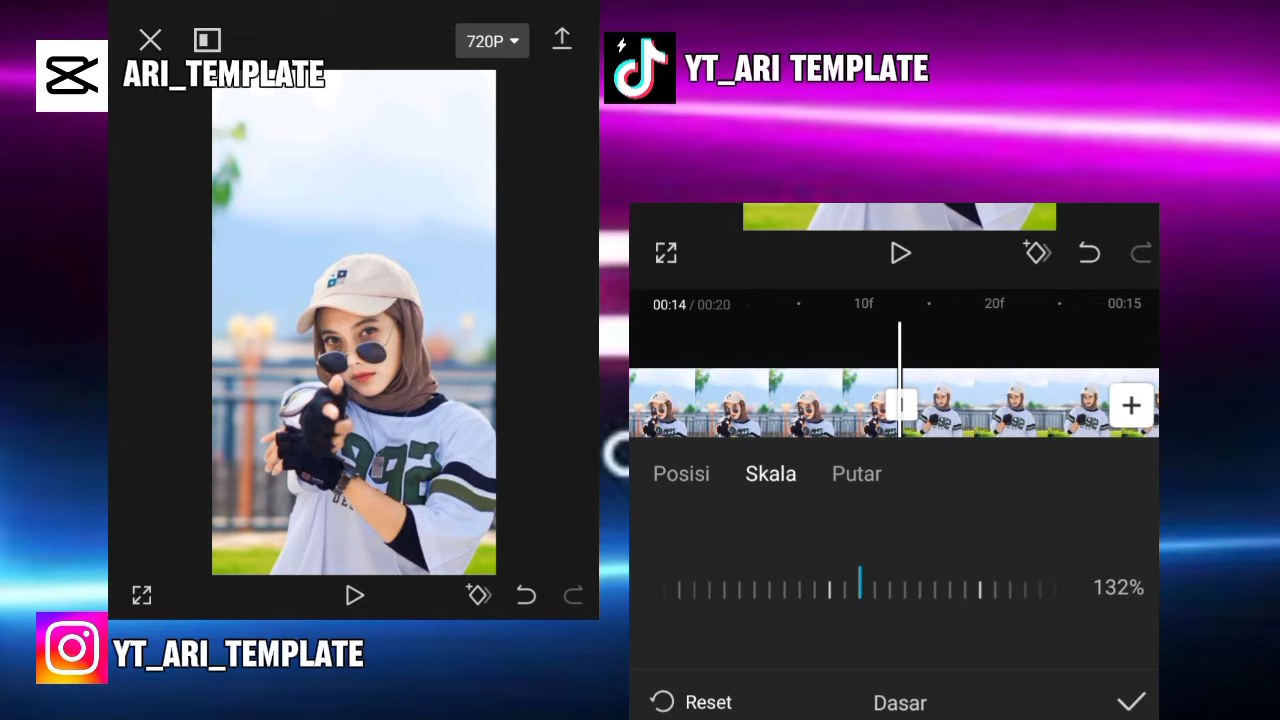 720P
ARI_TEMPLATE
YT_ARI TEMPLATE
992
00:14 / 00:20
10f
20f
00:15
Posisi
Skala
Putar
132%
Reset
Dasar
YT_ARI_TEMPLATE